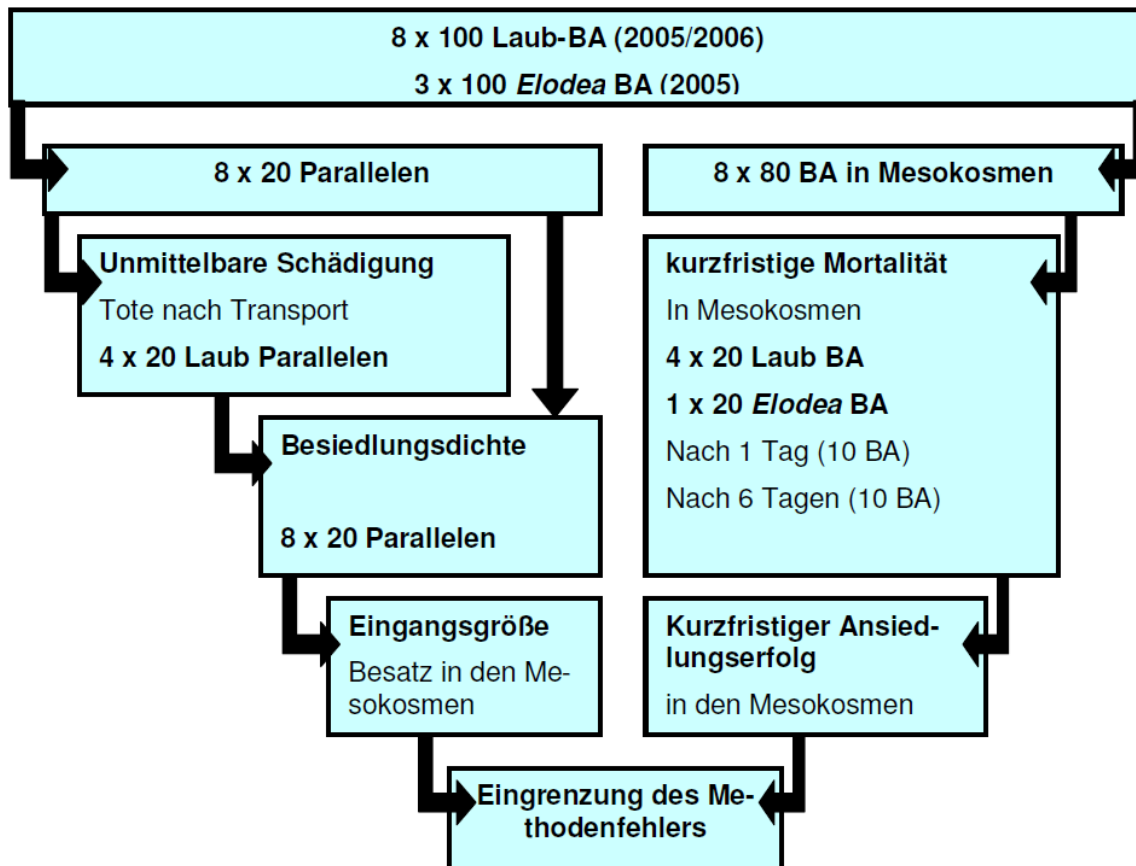 8 x 100 Laub-BA (2005/2006)
3 x 100 Elodea BA (2005)
8 x 20 Parallelen
8 x 80 BA in Mesokosmen
Unmittelbare Schädigung
Tote nach Transport
4 x 20 Laub Parallelen
kurzfristige Mortalität
In Mesokosmen
4 x 20 Laub BA
1 x 20 Elodea BA
Nach 1 Tag (10 BA)
Nach 6 Tagen (10 BA)
Besiedlungsdichte
8 x 20 Parallelen
Eingangsgröße
Besatz in den Me-
sokosmen
Kurzfristiger Ansied-
lungserfolg
in den Mesokosmen
Eingrenzung des Me-
thodenfehlers